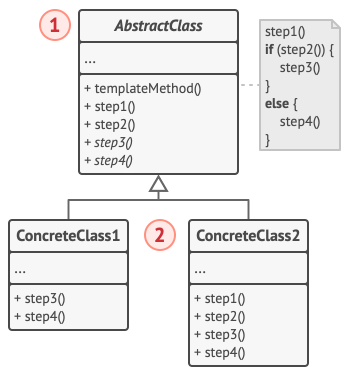 1
AbstractClass
...
+ templateMethod()
+ step1()
+ step2()
+ step3()
+ step4()
step1()
if (step2()) {
step3()
}
else {
step4()
}
2
ConcreteClass1
...
+ step3()
+ step4()
ConcreteClass2
...
+ step1()
+ step2()
+ step3()
+ step4()